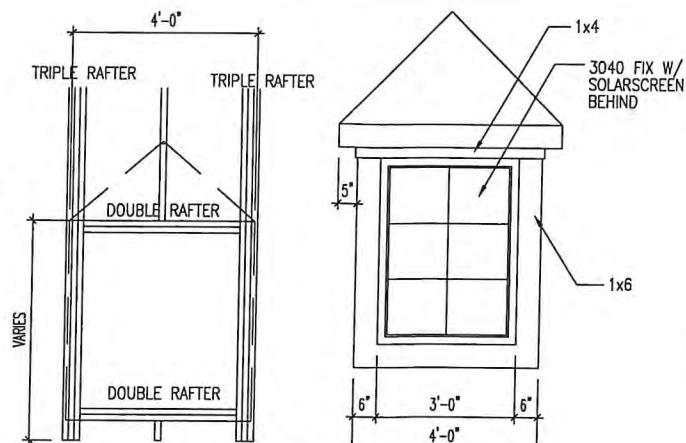 4'-0"
TRIPLE RAFTER
TRIPLE RAFTER
DOUBLE RAFTER
VARIES
DOUBLE RAFTER
1x4
3040 FIX W/
SOLARSCREEN
BEHIND
5"
1x6
6"
3'-0"
6"
4'-0"